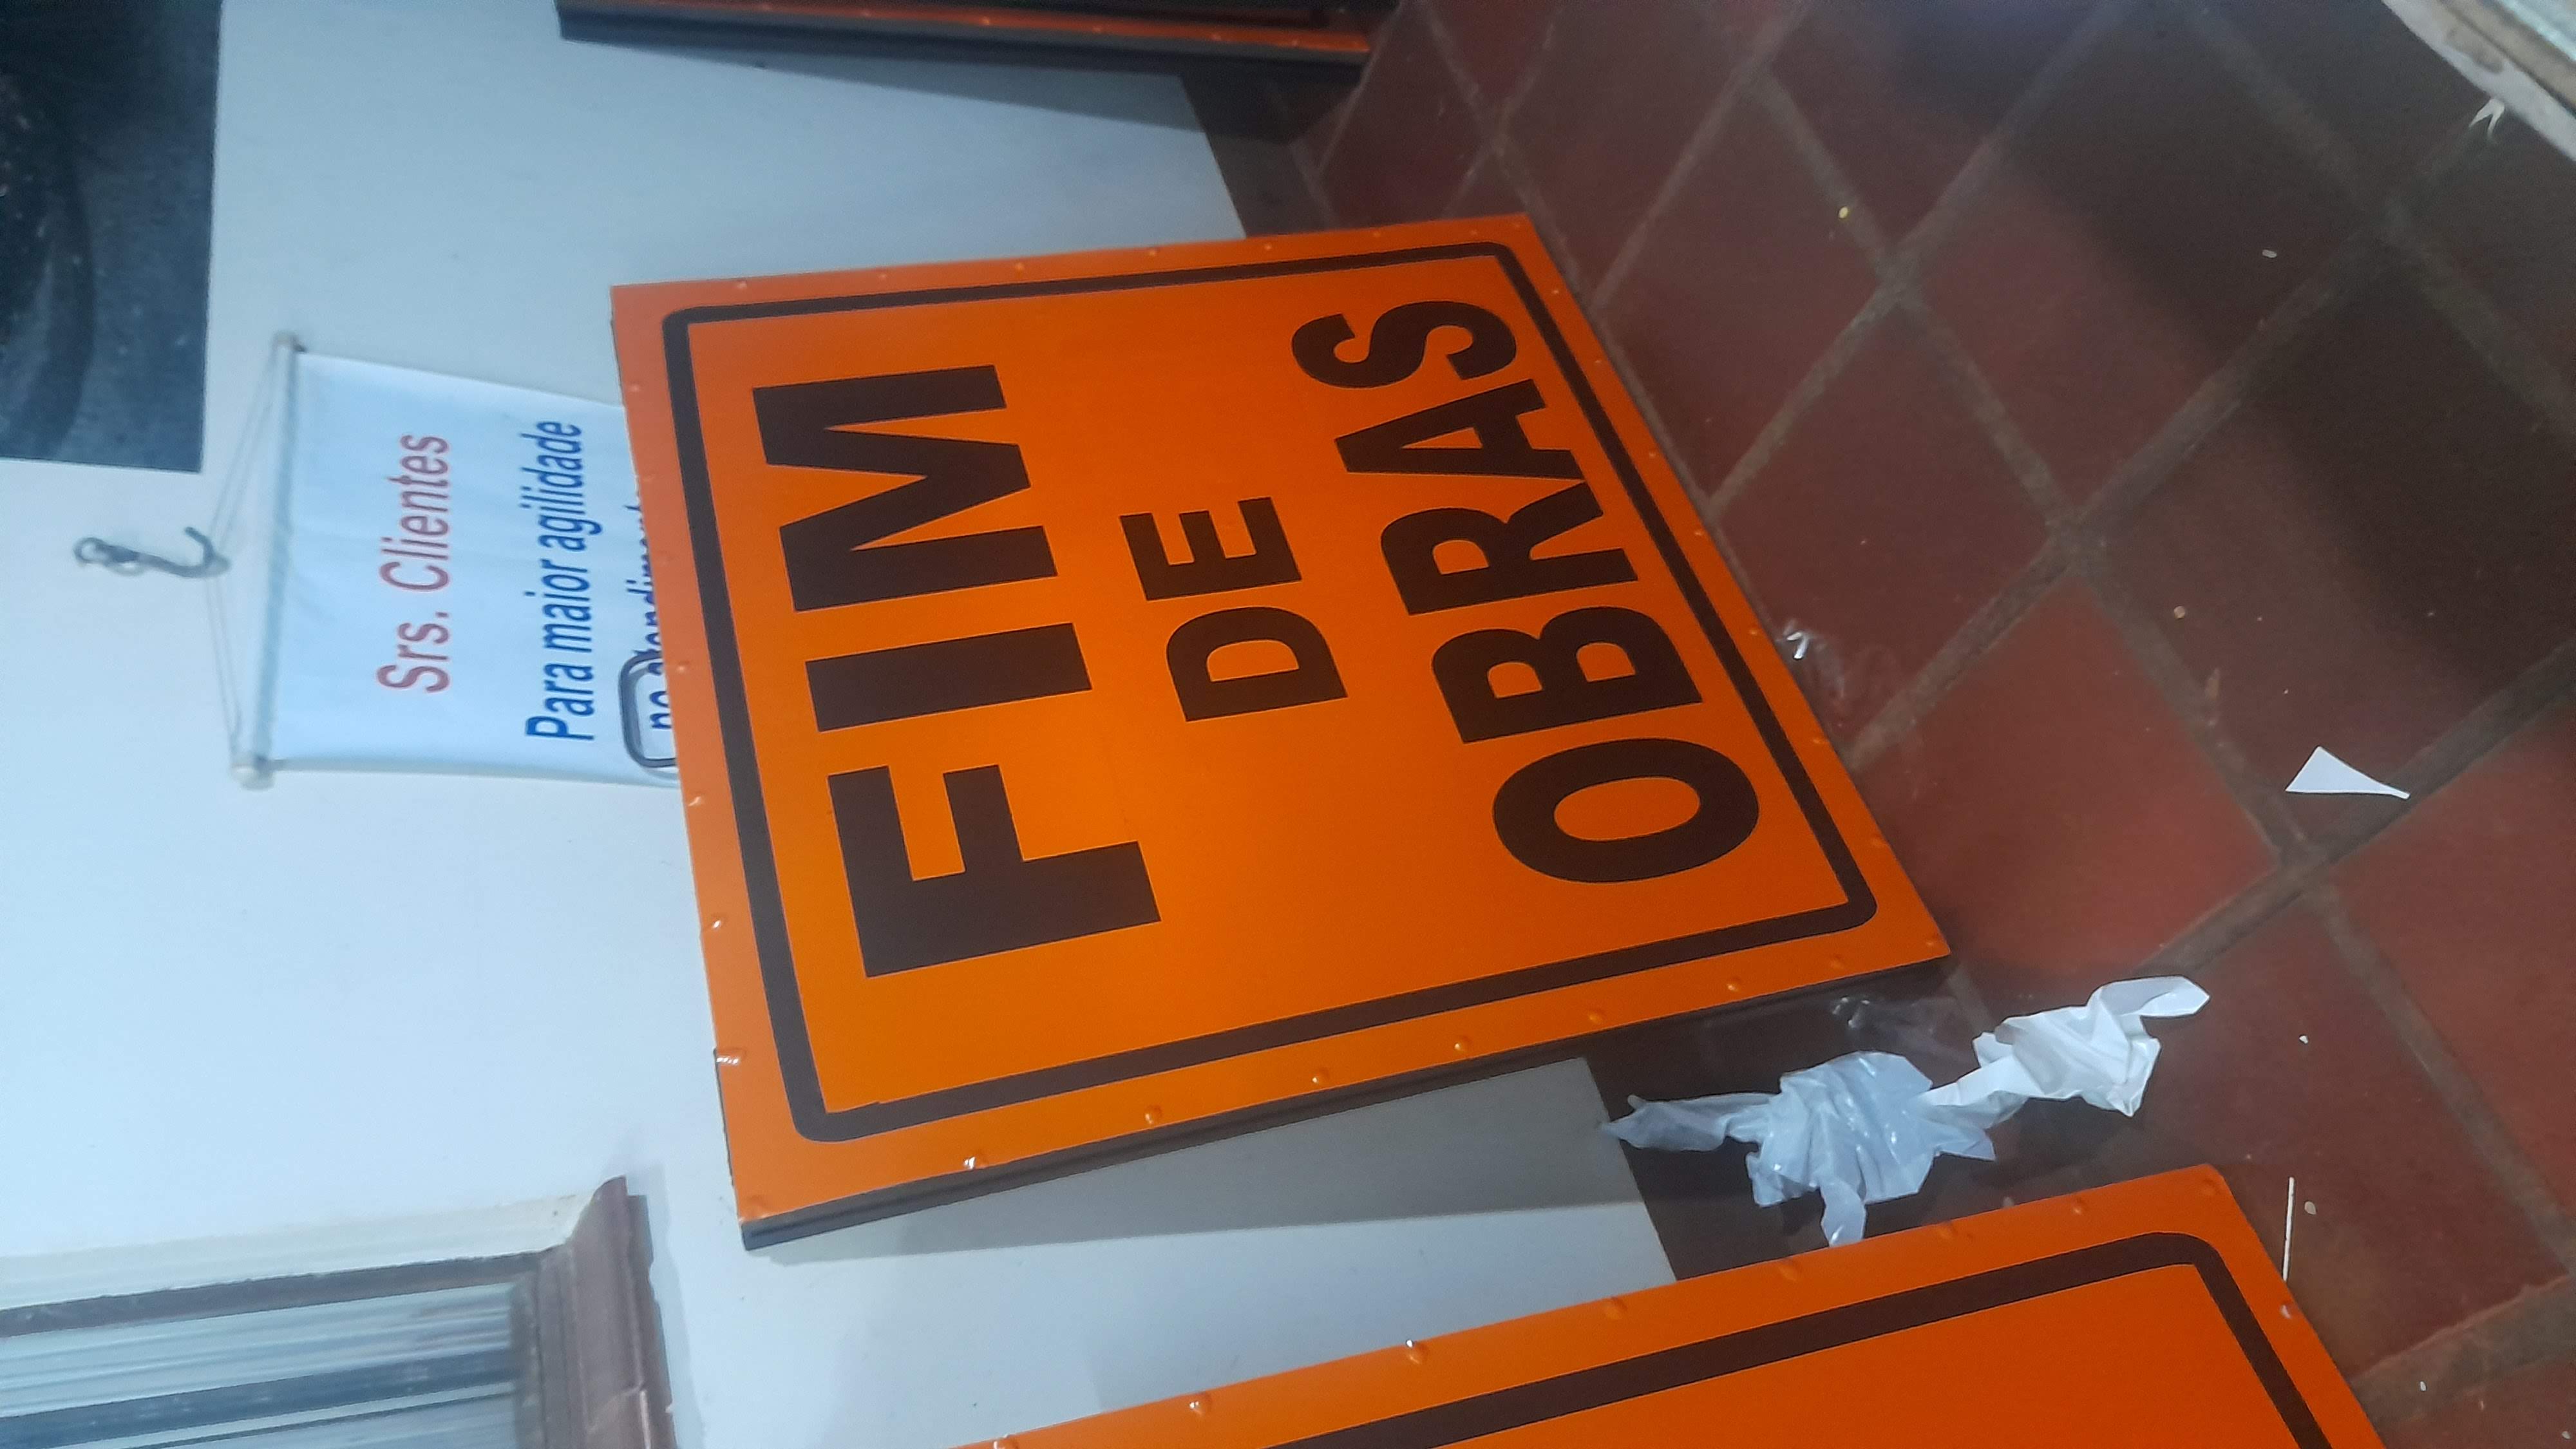 Srs. Clientes
Para maior agilidade
FIM
DE
OBRAS